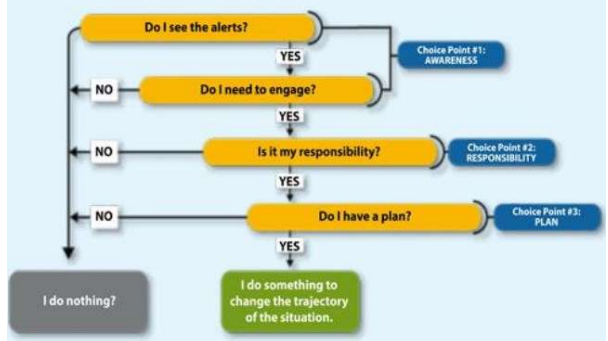 Do I see the alerts?
Choice Point #1:
AWARENESS
YES
NO
Do I need to engage?
YES
NO
Is it my responsibility?
Choice Point #2:
RESPONSIBILITY
YES
NO
Do I have a plan?
Choice Point #3:
PLAN
YES
I do nothing?
I do something to
change the trajectory
of the situation.